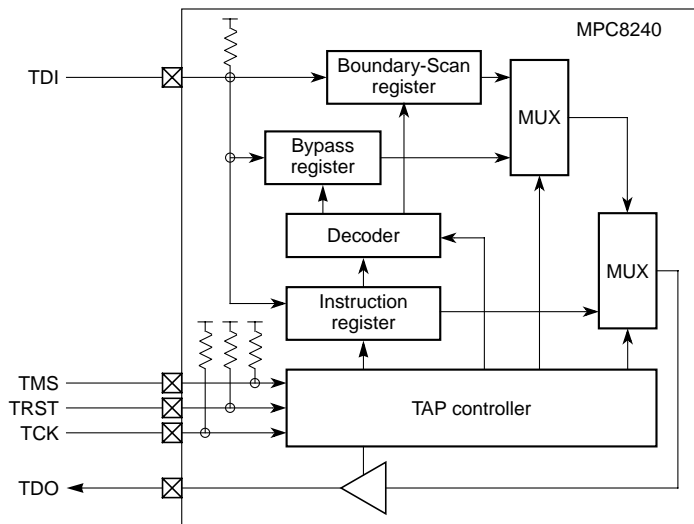 MPC8240
TDI
Boundary-Scan
register
MUX
Bypass
register
Decoder
MUX
Instruction
register
TMS
TRST
TCK
TAP controller
TDO